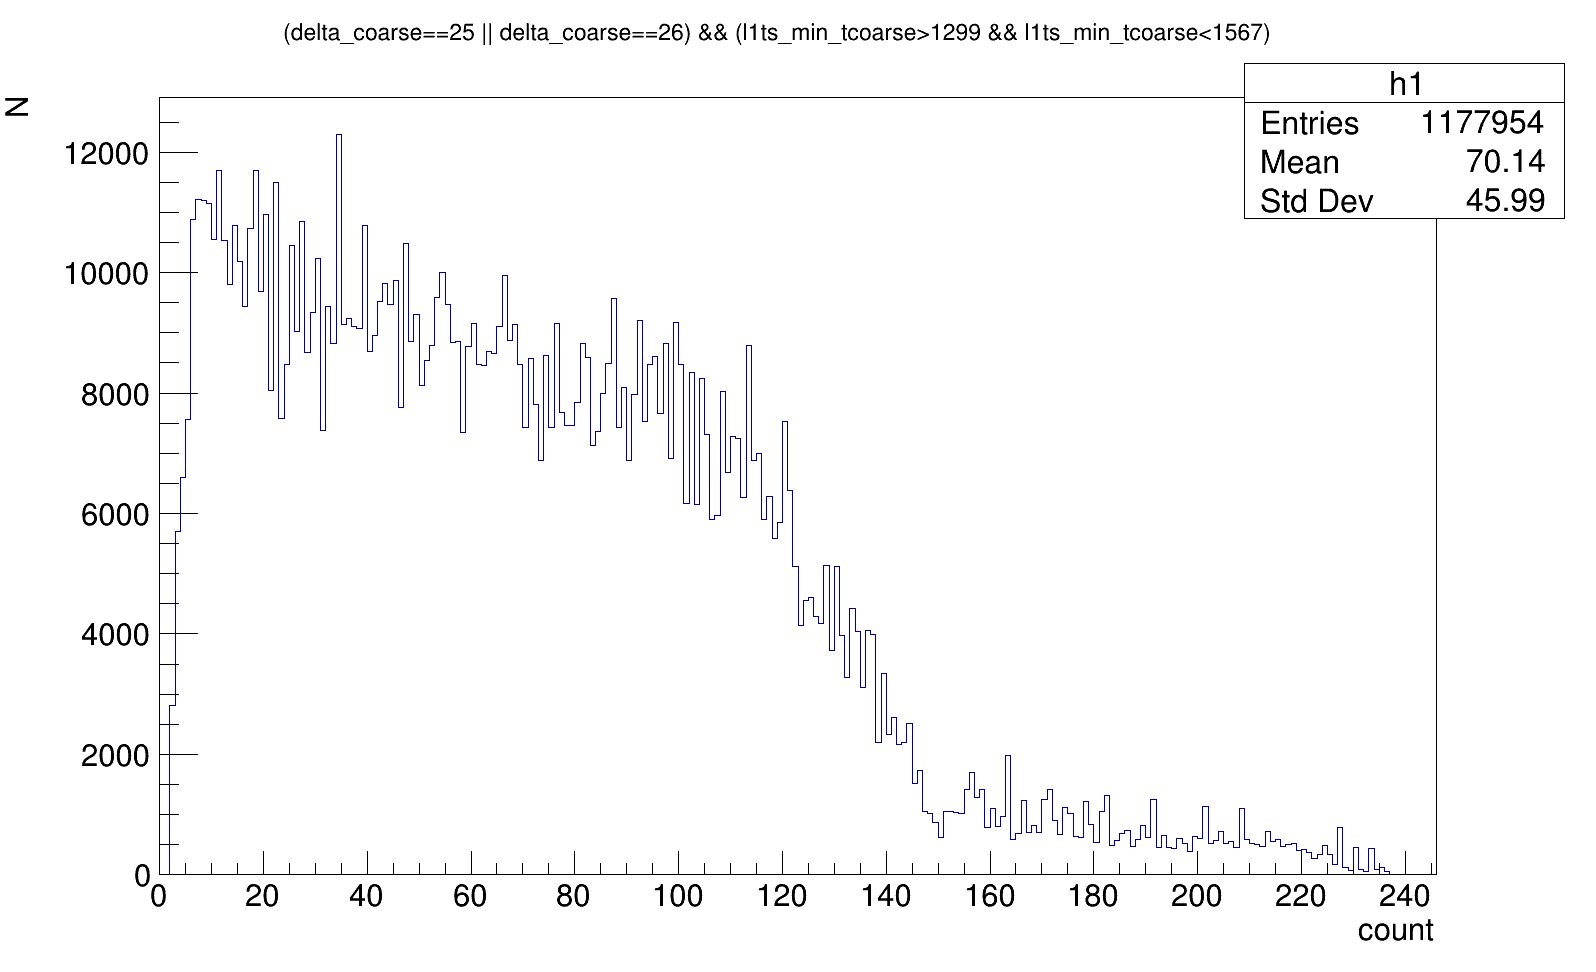 (delta_coarse==25 || delta_coarse==26) && (l1ts_min_tcoarse>1299 && l1ts_min_tcoarse<1567)
h1
Entries 1177954
Mean 70.14
Std Dev 45.99
N
12000
10000
8000
6000
4000
2000
0
0 20 40 60 80 100 120 140 160 180 200 220 240
count